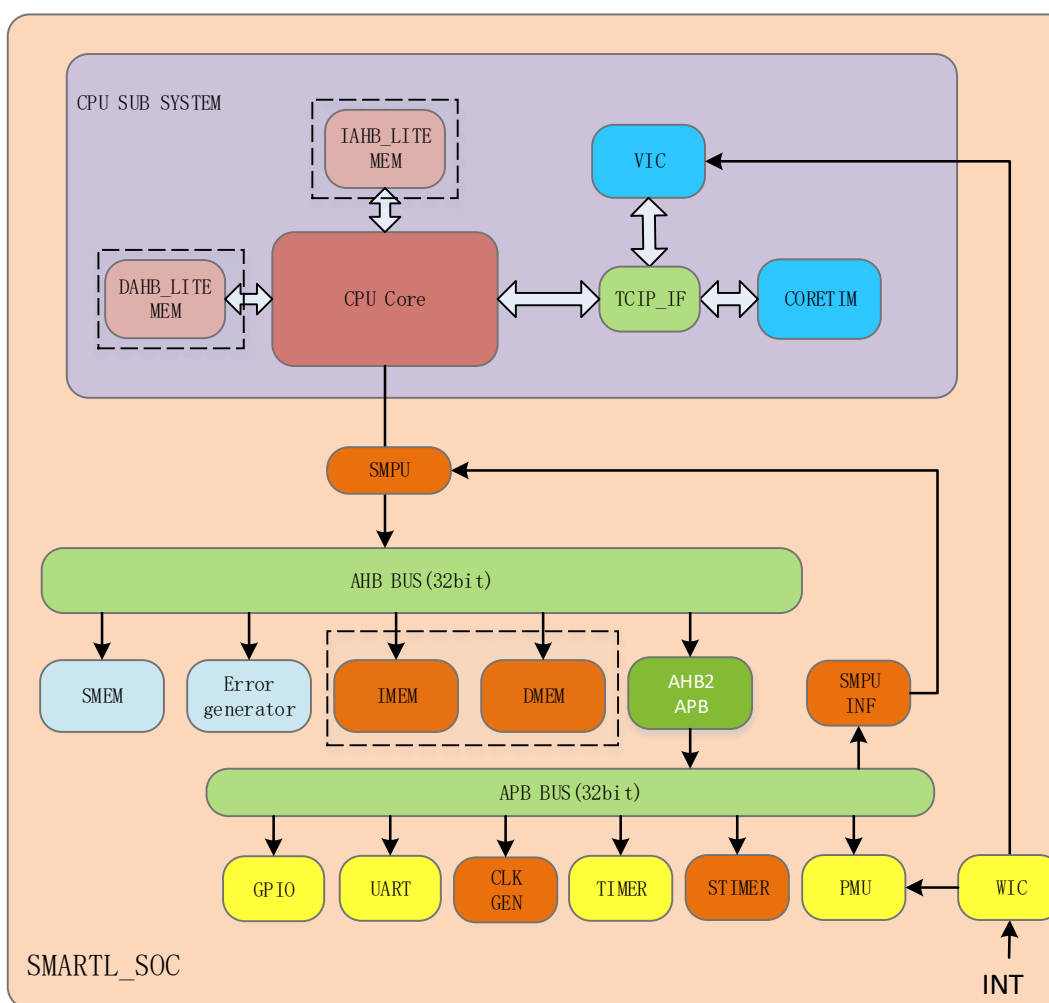 CPU SUB SYSTEM
IAHB_LITE
MEM
VIC
DAHB_LITE
MEM
CPU Core
TCIP_IF
CORETIM
SMPU
AHB BUS(32bit)
SMEM
Error
generator
IMEM
DMEM
AHB2
APB
SMPU
INF
APB BUS(32bit)
GPIO
UART
CLK
GEN
TIMER
STIMER
PMU
WIC
SMARTL_SOC
INT